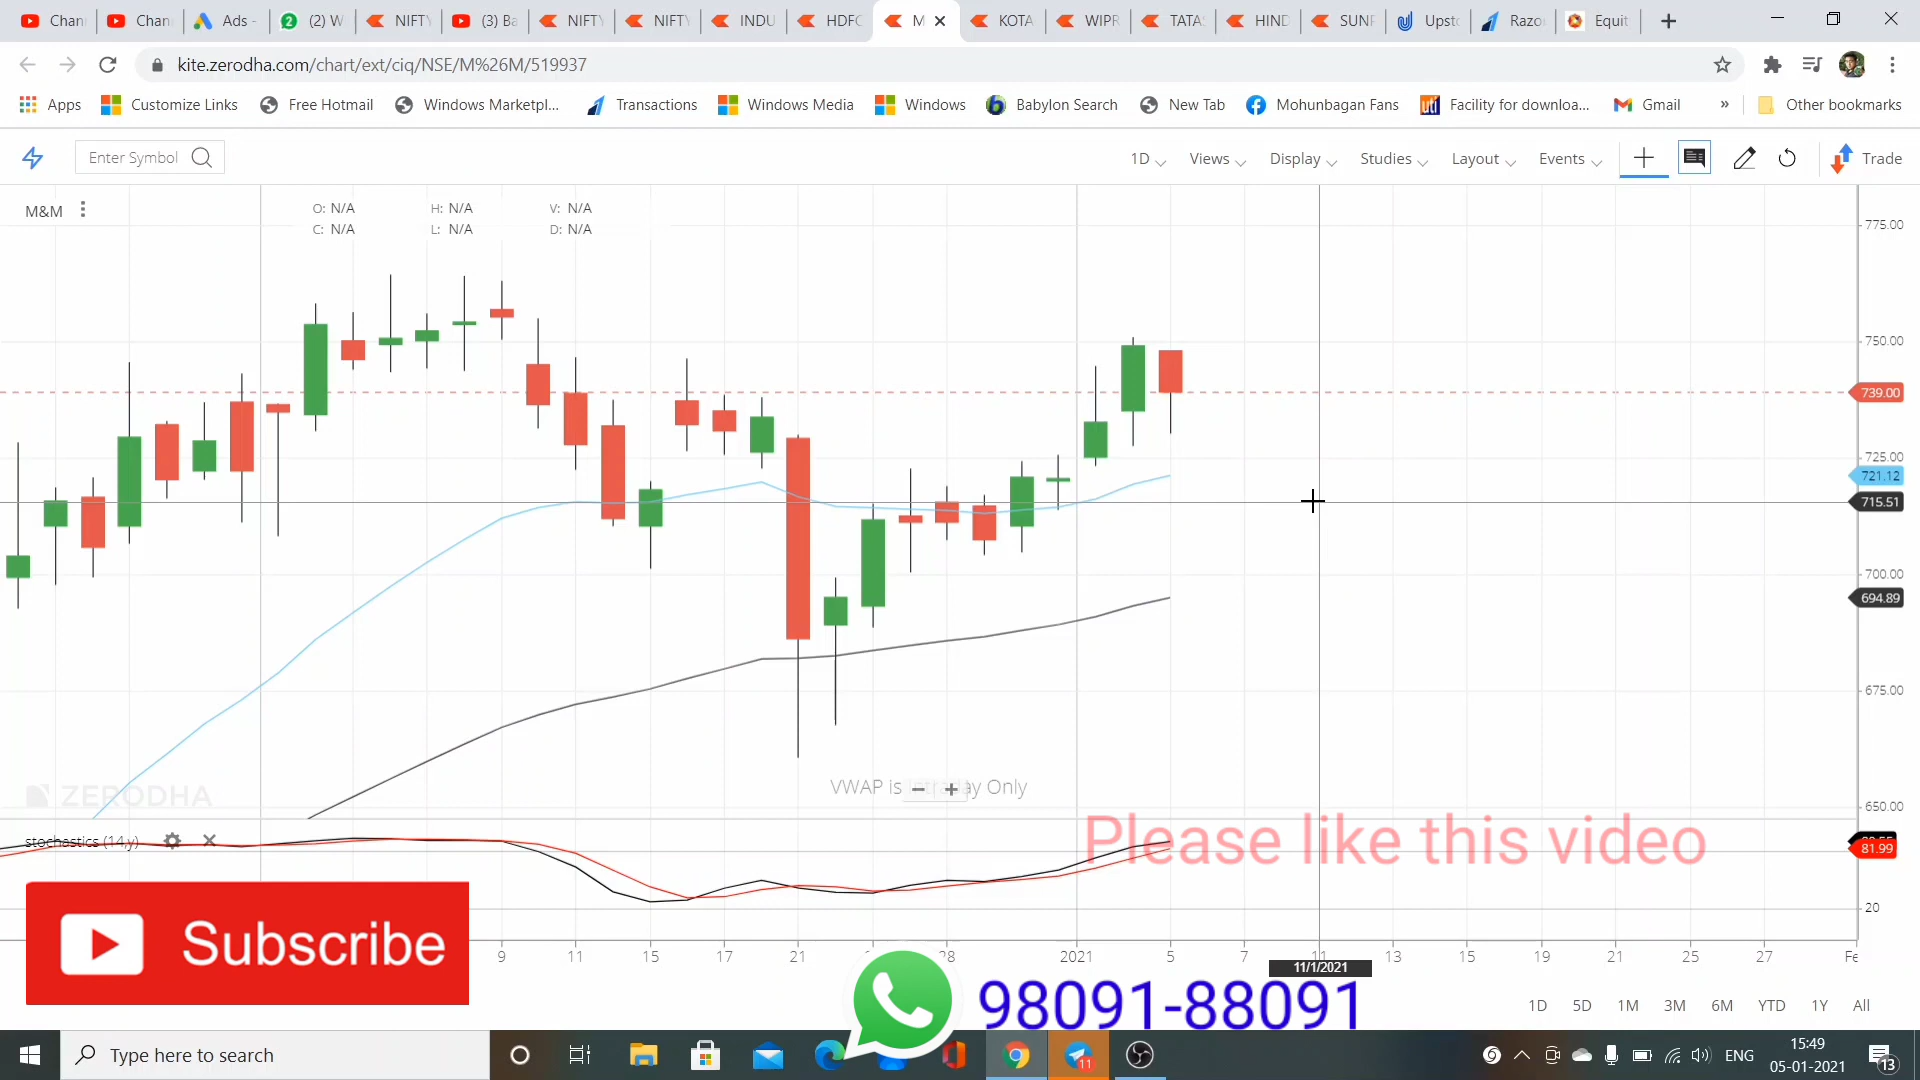 Chan
Chan
Ads -
(2) W
NIFTY
(3) Ba
NIFTY
NIFTY
INDU
HDFC
M
KOTA
WIPR
TATAS
HIND
SUNP
Upsto
Razo
Equit
kite.zerodha.com/chart/ext/ciq/NSE/M%26M/519937
Apps
Customize Links
Free Hotmail
Windows Marketpl...
Transactions
Windows Media
Windows
Babylon Search
New Tab
Mohunbagan Fans
Facility for downloa...
Gmail
»
Other bookmarks
Enter Symbol
1D
Views
Display
Studies
Layout
Events
Trade
M&M
O: N/A H: N/A V: N/A
C: N/A L: N/A D: N/A
775.00
750.00
739.00
725.00
721.12
715.51
700.00
694.89
675.00
650.00
ZERODHA
VWAP is
ay Only
stochastics (14,y)
Please like this video
81.99
20
Subscribe
9 11 15 17 21 28 2021 5 7 11 13 15 19 21 25 27 Fe
11/1/2021
98091-88091
1D 5D 1M 3M 6M YTD 1Y All
Type here to search
11
ENG
15:49
05-01-2021
13